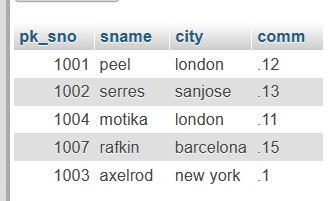 pk_sno sname city comm
1001 peel london .12
1002 serres sanjose .13
1004 motika london .11
1007 rafkin barcelona .15
1003 axelrod new york .1